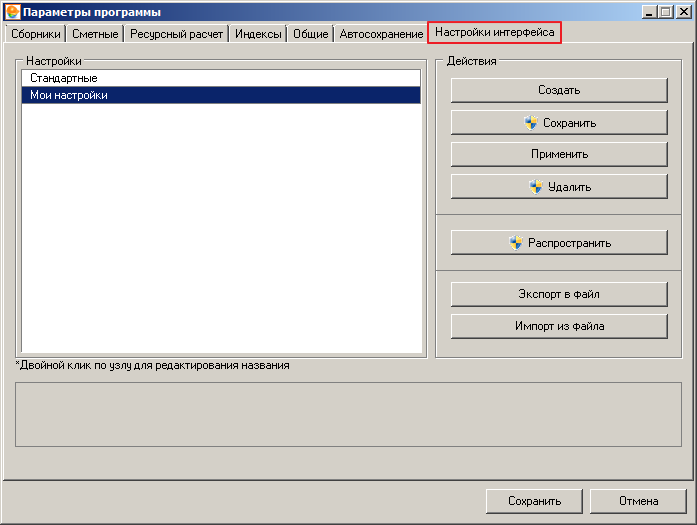 Параметры программы
Сборники Сметные Ресурсный расчет Индексы Общие Автосохранение Настройки интерфейса
Настройки
Стандартные
Мои настройки
*Двойной клик по узлу для редактирования названия
Действия
Создать
Сохранить
Применить
Удалить
Распространить
Экспорт в файл
Импорт из файла
Сохранить Отмена